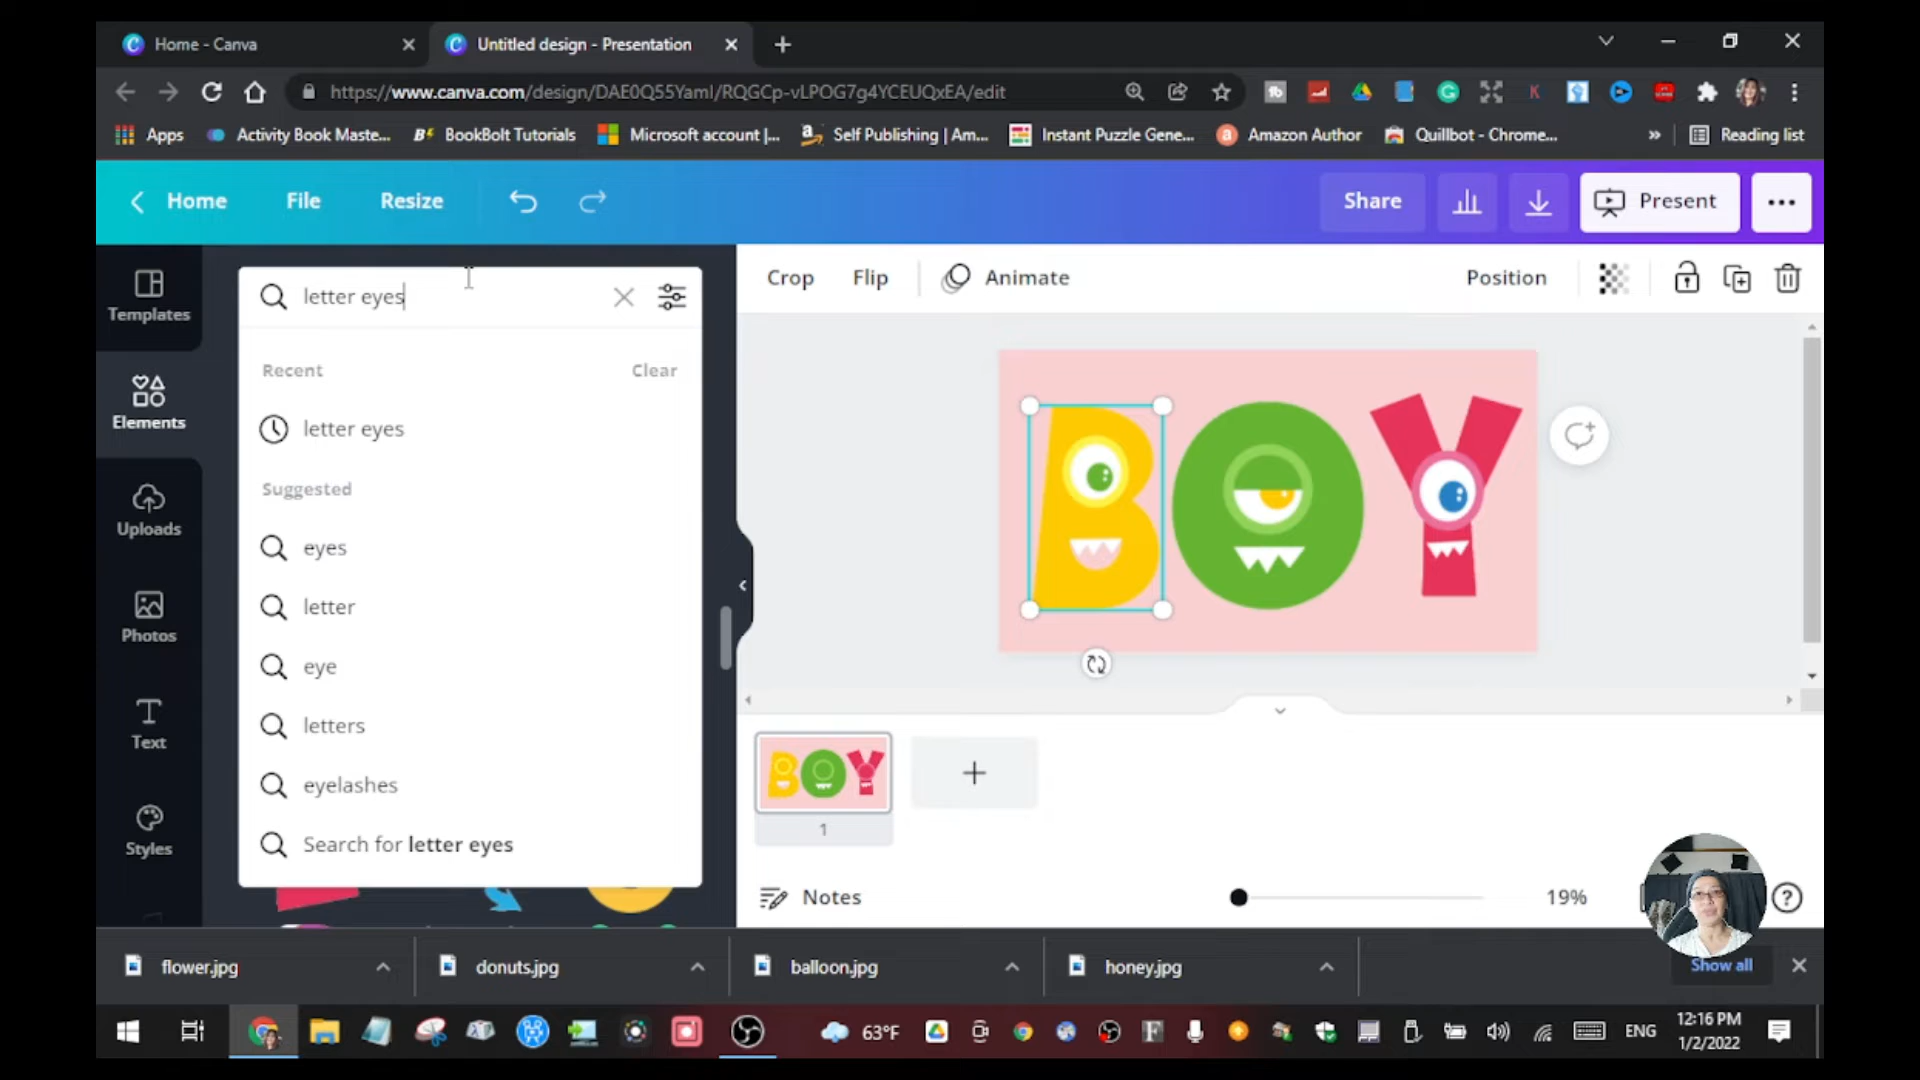 Home - Canva
Untitled design - Presentation
https://www.canva.com/design/DAE0Q55YamI/RQGCp-vLPOG7g4YCEUQxEA/edit
Apps
Activity Book Maste...
BookBolt Tutorials
Microsoft account |...
Self Publishing | Am...
Instant Puzzle Gene...
Amazon Author
Quillbot - Chrome...
Reading list
Home
File
Resize
Share
Present
Templates
Elements
Uploads
Photos
Text
Styles
letter eyes
Recent
Clear
letter eyes
Suggested
eyes
letter
eye
letters
eyelashes
Search for letter eyes
Crop
Flip
Animate
Position
BOY
BOY
1
Notes
19%
flower.jpg
donuts.jpg
balloon.jpg
honey.jpg
Show all
63°F
ENG
12:16 PM
1/2/2022